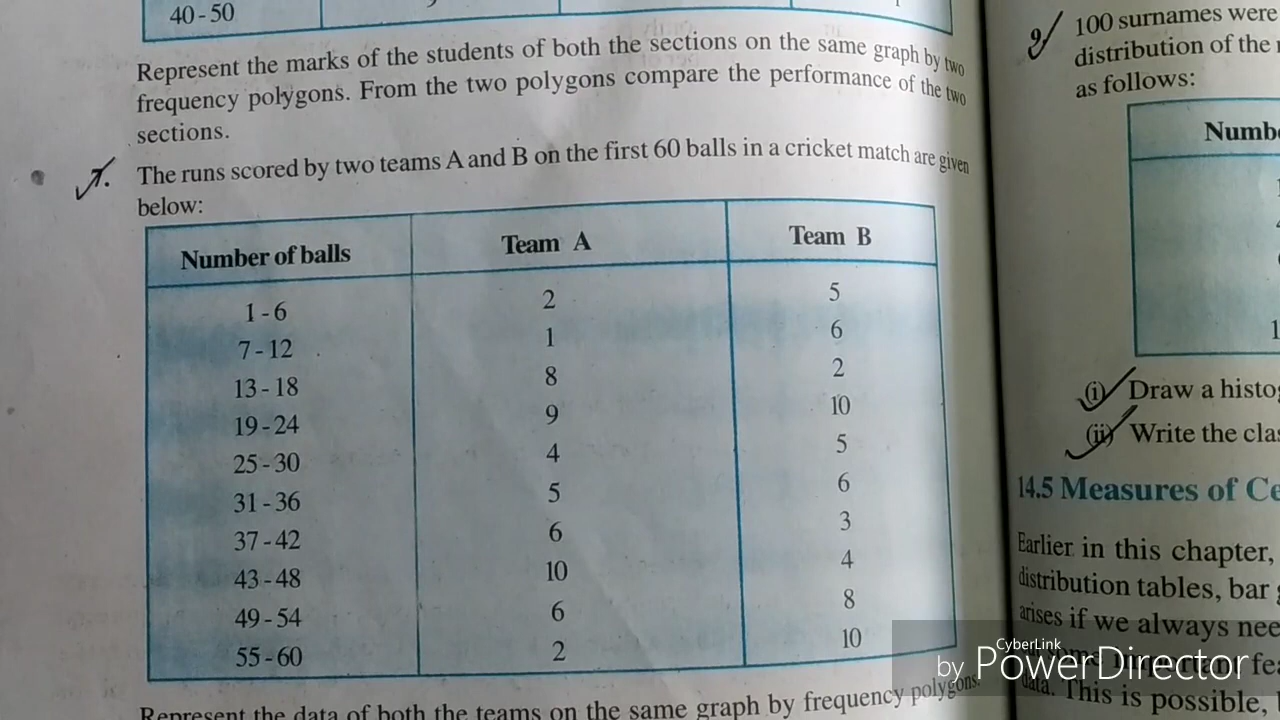 40-50
Represent the marks of the students of both the sections on the same graph by two
frequency polygons. From the two polygons compare the performance of the two
sections.
7. The runs scored by two teams A and B on the first 60 balls in a cricket match are given
below:
Number of balls Team A Team B
1-6 2 5
7-12 1 6
13-18 8 2
19-24 9 10
25-30 4 5
31-36 5 6
37-42 6 3
43-48 10 4
49-54 6 8
55-60 2 10
Represent the data of both the teams on the same graph by frequency polygons.
9 100 surnames were
distribution of the
as follows:
(i) Draw a
(ii) Write the
14.5 Measures of
Earlier in this chapter,
distribution tables, bar
arises if we always
important
data. This is possible,
CyberLink
by PowerDirector